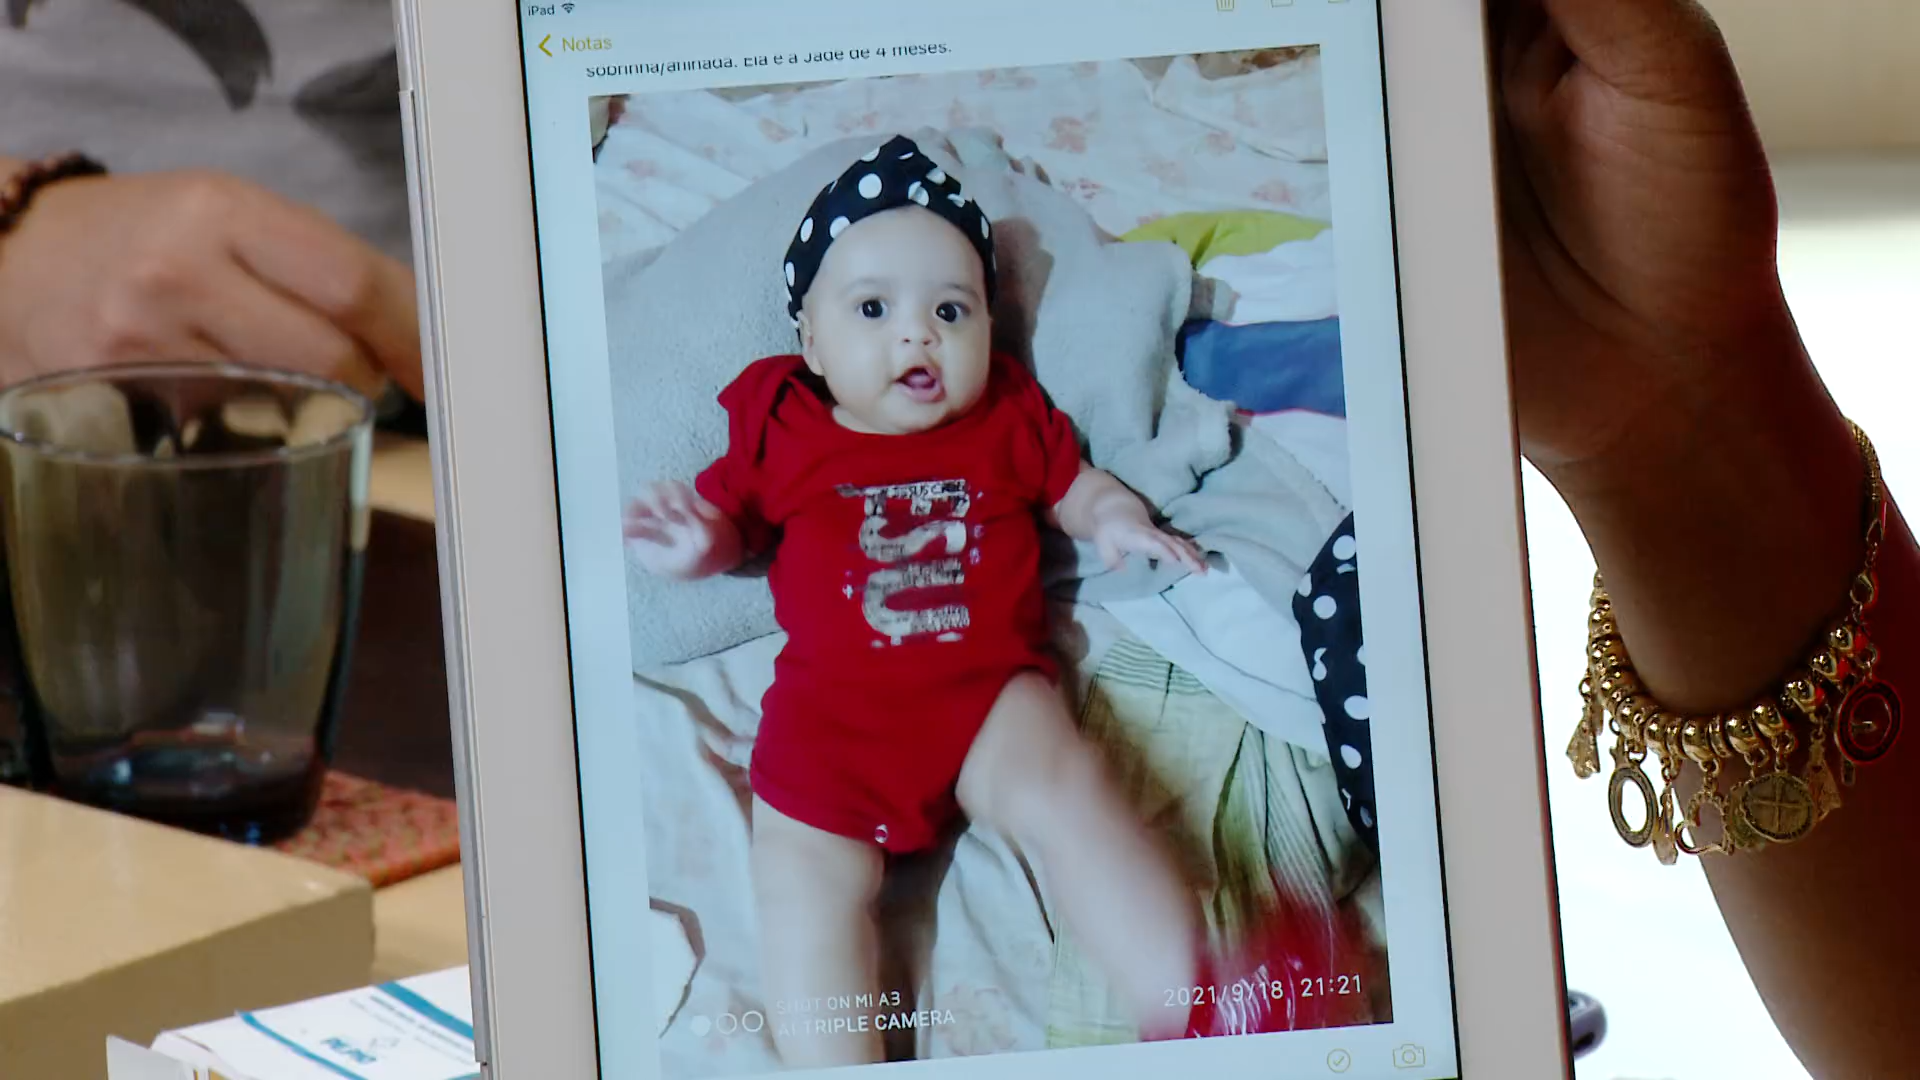 iPad
Notas
sobrinha/afilhada. Ela é a Jade de 4 meses.
SHOT ON MI A3
AI TRIPLE CAMERA
2021/9/18 21:21